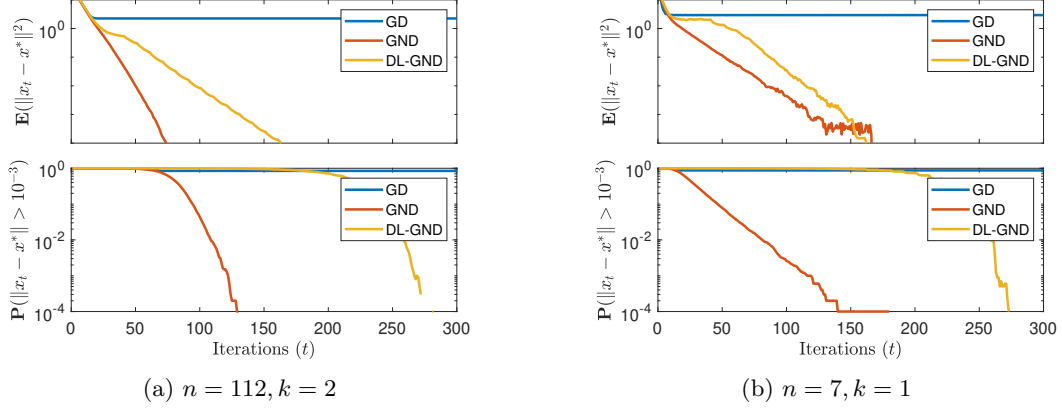 10^0
E(‖x_t − x^*‖^2)
GD
GND
DL-GND
10^0
10^-2
10^-4
P(‖x_t − x^*‖ > 10^-3)
GD
GND
DL-GND
0 50 100 150 200 250 300
Iterations (t)
(a) n = 112, k = 2
10^0
E(‖x_t − x^*‖^2)
GD
GND
DL-GND
10^0
10^-2
10^-4
P(‖x_t − x^*‖ > 10^-3)
GD
GND
DL-GND
0 50 100 150 200 250 300
Iterations (t)
(b) n = 7, k = 1